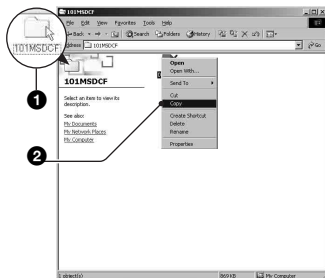 101MSDCF
File Edit View Favorites Tools Help
Back Search Folders History
Address 101MSDCF Go
101MSDCF
1
Select an item to view its
description.
See also:
My Documents
My Network Places
My Computer
2
Open
Open With...
Send To
Cut
Copy
Create Shortcut
Delete
Rename
Properties
1 object(s) 869 KB My Computer